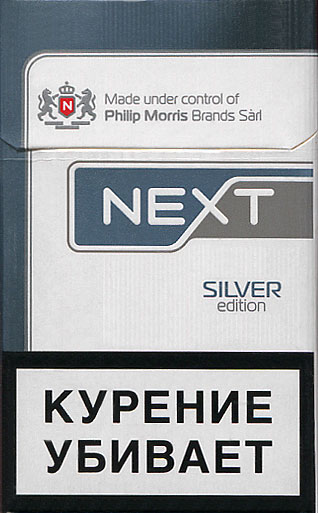 N
Made under control of
Philip Morris Brands Sàrl
NEXT
SILVER
edition
КУРЕНИЕ
УБИВАЕТ